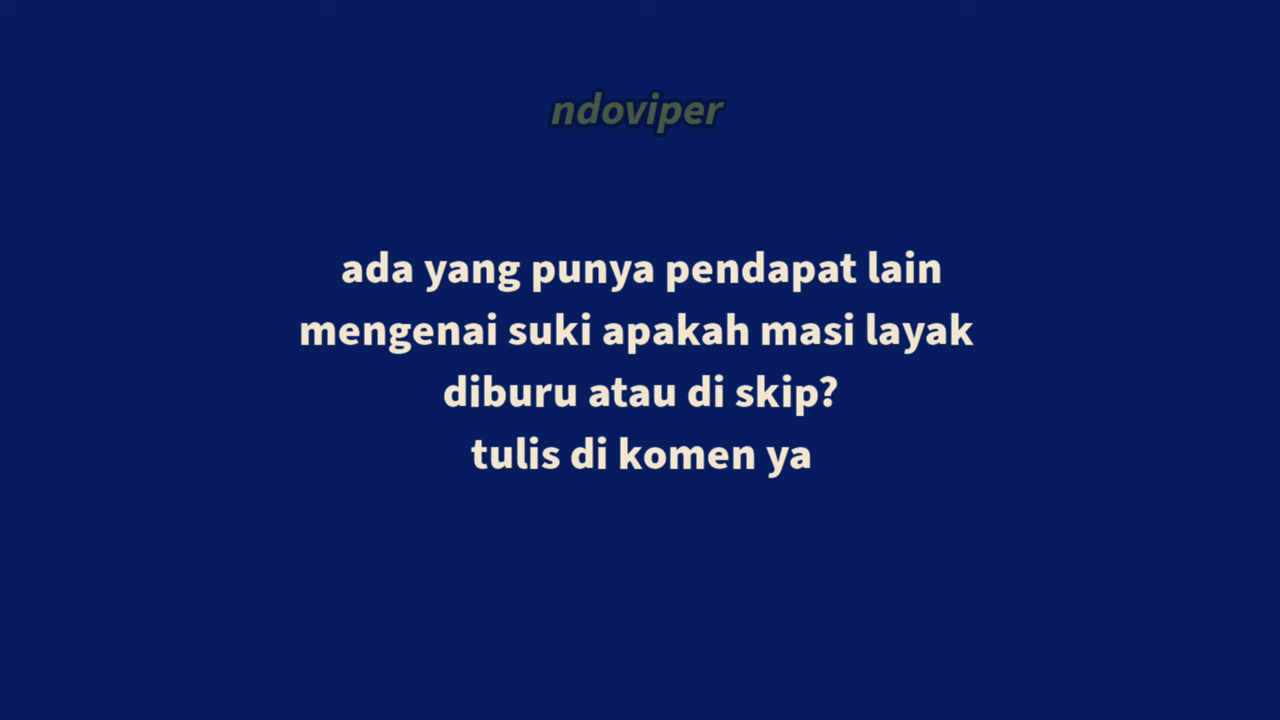 ndoviper
ada yang punya pendapat lain
mengenai suki apakah masi layak
diburu atau di skip?
tulis di komen ya